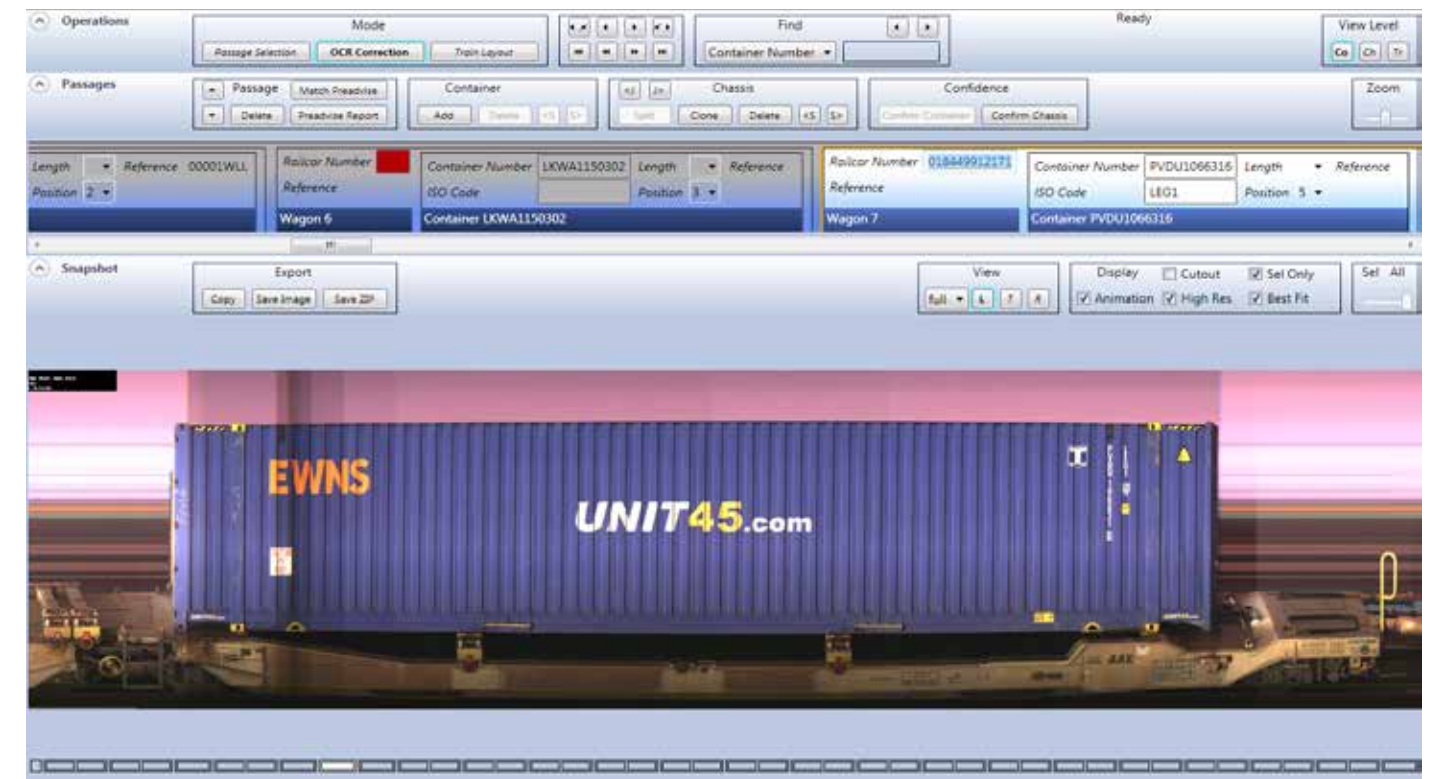 Operations
Mode
Find
Ready
View Level
Passage Selection OCR Correction Train Layout
Container Number
Co Ch Tr
Passages
Passage Match Preadvise
Container
Chassis
Confidence
Zoom
Delete Preadvise Report
Add Delete <S S>
Split Clone Delete <S S>
Confirm Container Confirm Chassis
Length Reference 00001WLL
Railcar Number
Container Number LKWA1150302 Length Reference
Railcar Number 018449912171
Container Number PVDU1066316 Length Reference
Position 2
Reference
ISO Code Position 3
Reference
ISO Code LEG1 Position 5
Wagon 6
Container LKWA1150302
Wagon 7
Container PVDU1066316
Snapshot
Export
View
Display Cutout Sel Only
Sel All
Copy Save Image Save ZIP
full L T R
Animation High Res Best Fit
EWNS
UNIT45.com